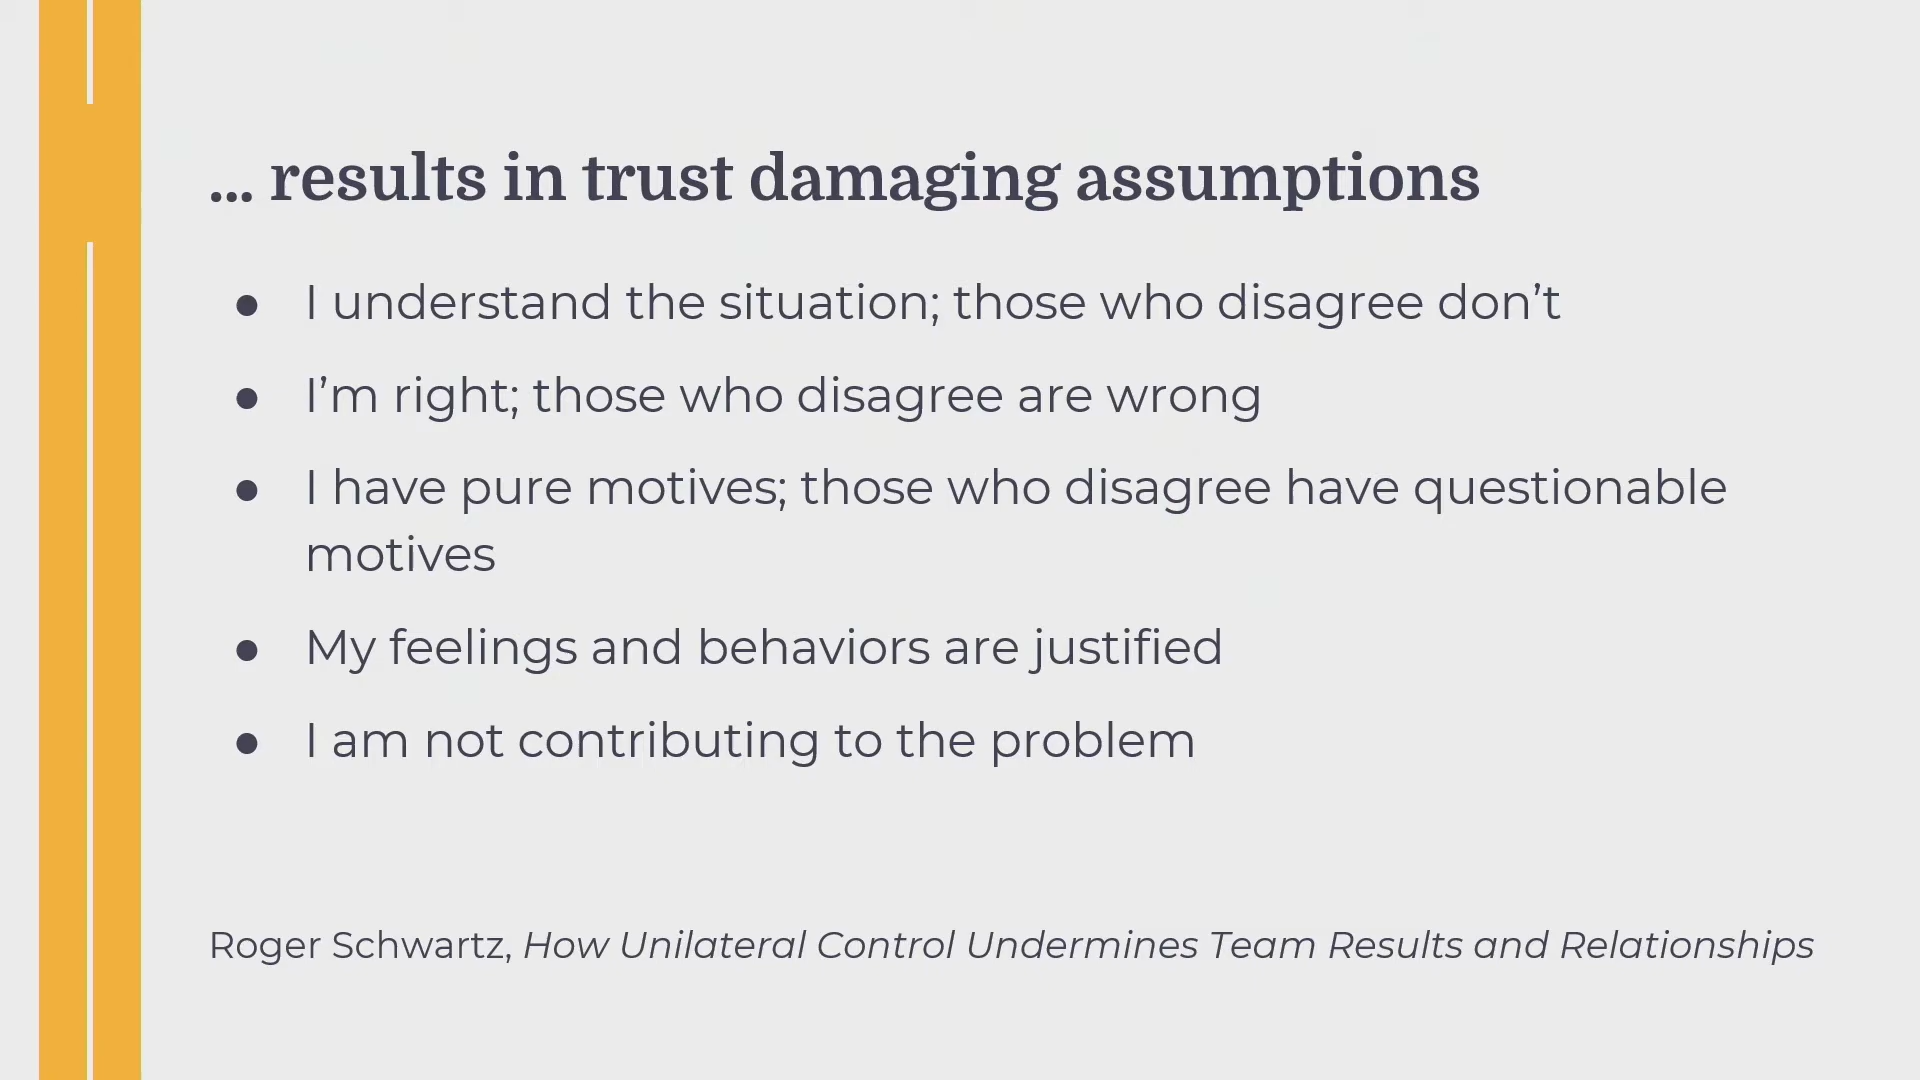 ... results in trust damaging assumptions
● I understand the situation; those who disagree don’t
● I’m right; those who disagree are wrong
● I have pure motives; those who disagree have questionable
motives
● My feelings and behaviors are justified
● I am not contributing to the problem
Roger Schwartz, How Unilateral Control Undermines Team Results and Relationships